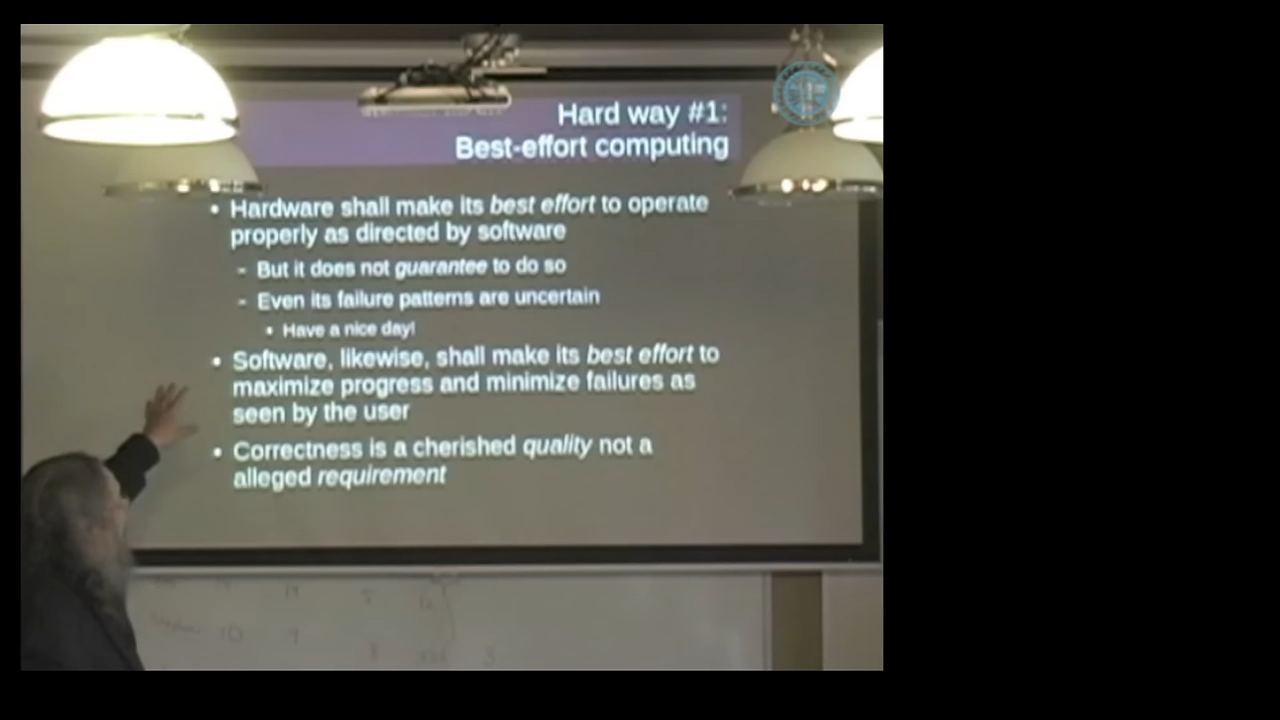 Hard way #1:
Best-effort computing
• Hardware shall make its best effort to operate
properly as directed by software
- But it does not guarantee to do so
- Even its failure patterns are uncertain
• Have a nice day!
• Software, likewise, shall make its best effort to
maximize progress and minimize failures as
seen by the user
• Correctness is a cherished quality not a
alleged requirement
10